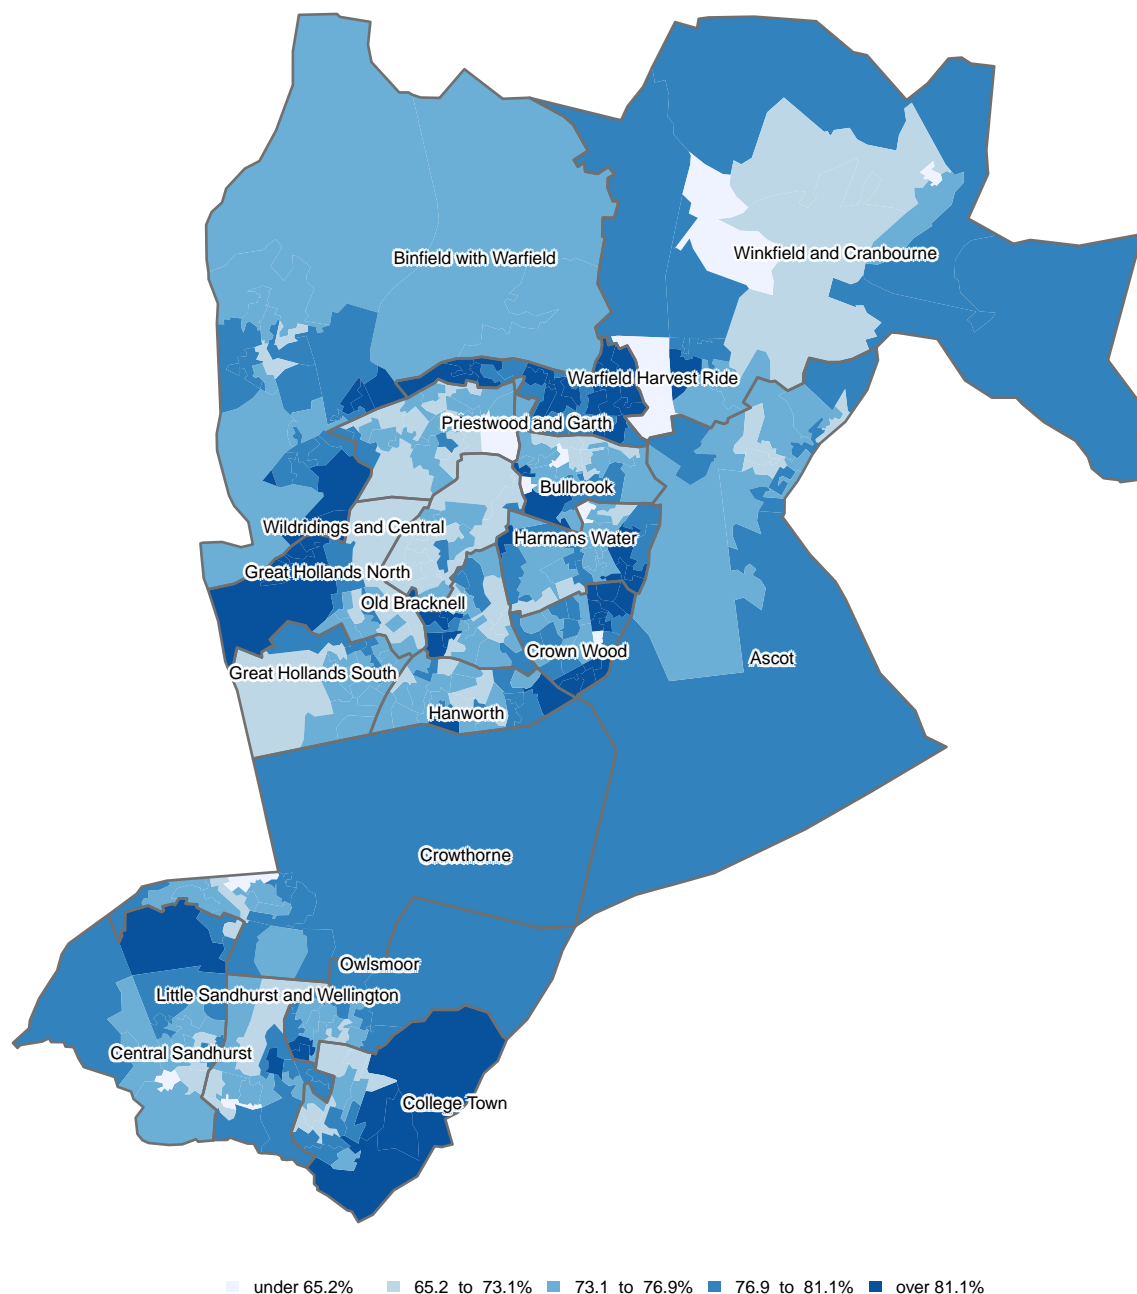 Binfield with Warfield
Winkfield and Cranbourne
Warfield Harvest Ride
Priestwood and Garth
Bullbrook
Wildridings and Central
Harmans Water
Great Hollands North
Old Bracknell
Crown Wood
Ascot
Great Hollands South
Hanworth
Crowthorne
Owlsmoor
Little Sandhurst and Wellington
Central Sandhurst
College Town
under 65.2% 65.2 to 73.1% 73.1 to 76.9% 76.9 to 81.1% over 81.1%